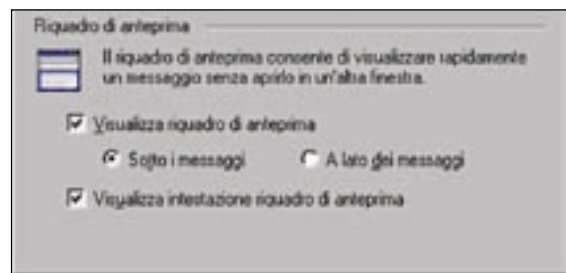 Riquadro di anteprima
Il riquadro di anteprima consente di visualizzare rapidamente
un messaggio senza aprirlo in un'altra finestra.
Visualizza riquadro di anteprima
Sotto i messaggi A lato dei messaggi
Visualizza intestazione riquadro di anteprima